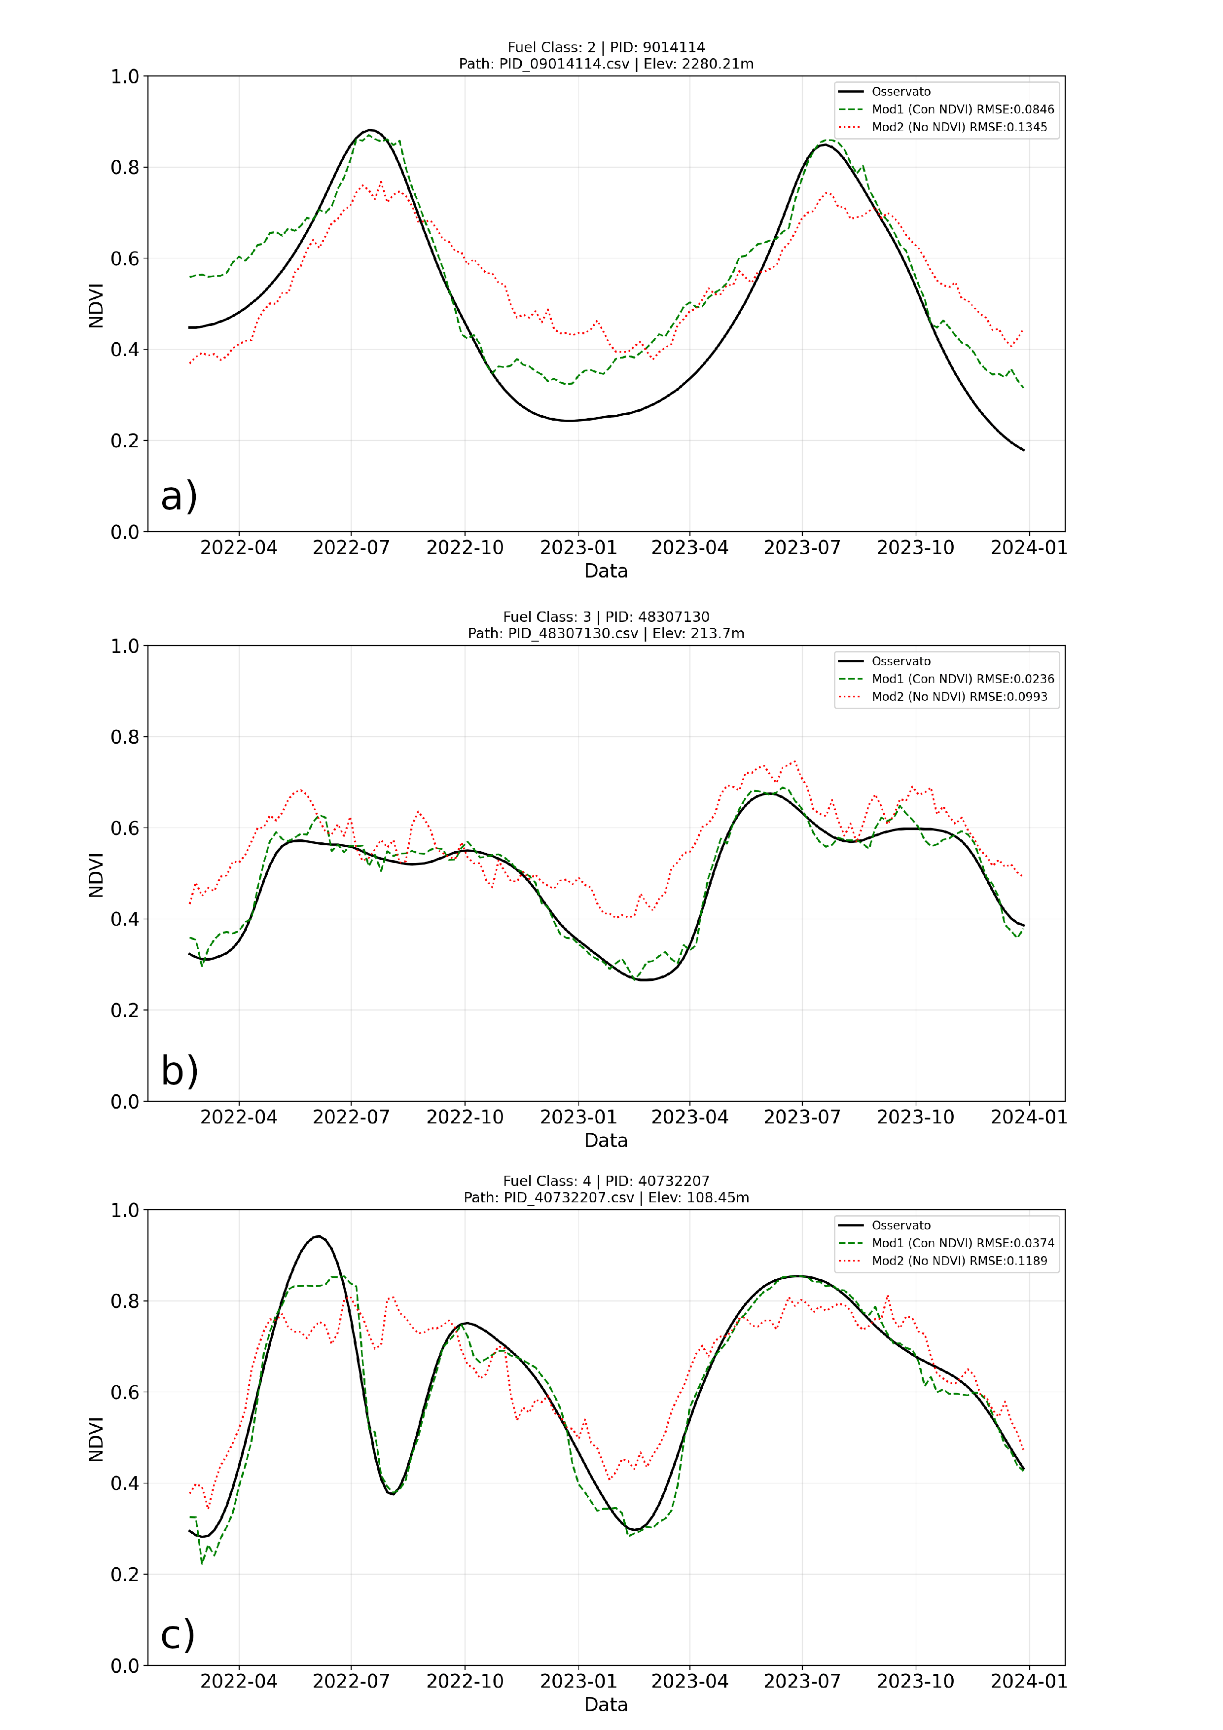 Fuel Class: 2 | PID: 9014114
Path: PID_09014114.csv | Elev: 2280.21m
1.0
0.8
0.6
0.4
0.2
0.0
NDVI
Osservato
Mod1 (Con NDVI) RMSE:0.0846
Mod2 (No NDVI) RMSE:0.1345
a)
2022-04 2022-07 2022-10 2023-01 2023-04 2023-07 2023-10 2024-01
Data
Fuel Class: 3 | PID: 48307130
Path: PID_48307130.csv | Elev: 213.7m
1.0
0.8
0.6
0.4
0.2
0.0
NDVI
Osservato
Mod1 (Con NDVI) RMSE:0.0236
Mod2 (No NDVI) RMSE:0.0993
b)
2022-04 2022-07 2022-10 2023-01 2023-04 2023-07 2023-10 2024-01
Data
Fuel Class: 4 | PID: 40732207
Path: PID_40732207.csv | Elev: 108.45m
1.0
0.8
0.6
0.4
0.2
0.0
NDVI
Osservato
Mod1 (Con NDVI) RMSE:0.0374
Mod2 (No NDVI) RMSE:0.1189
c)
2022-04 2022-07 2022-10 2023-01 2023-04 2023-07 2023-10 2024-01
Data